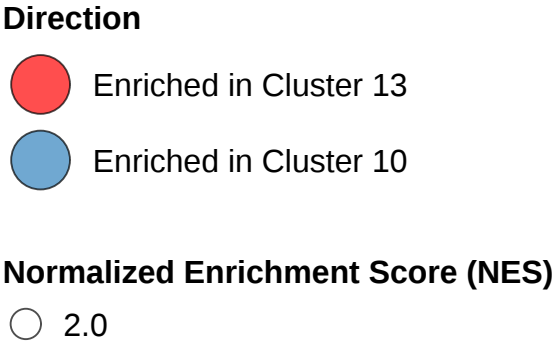 Direction
Enriched in Cluster 13
Enriched in Cluster 10
Normalized Enrichment Score (NES)
2.0